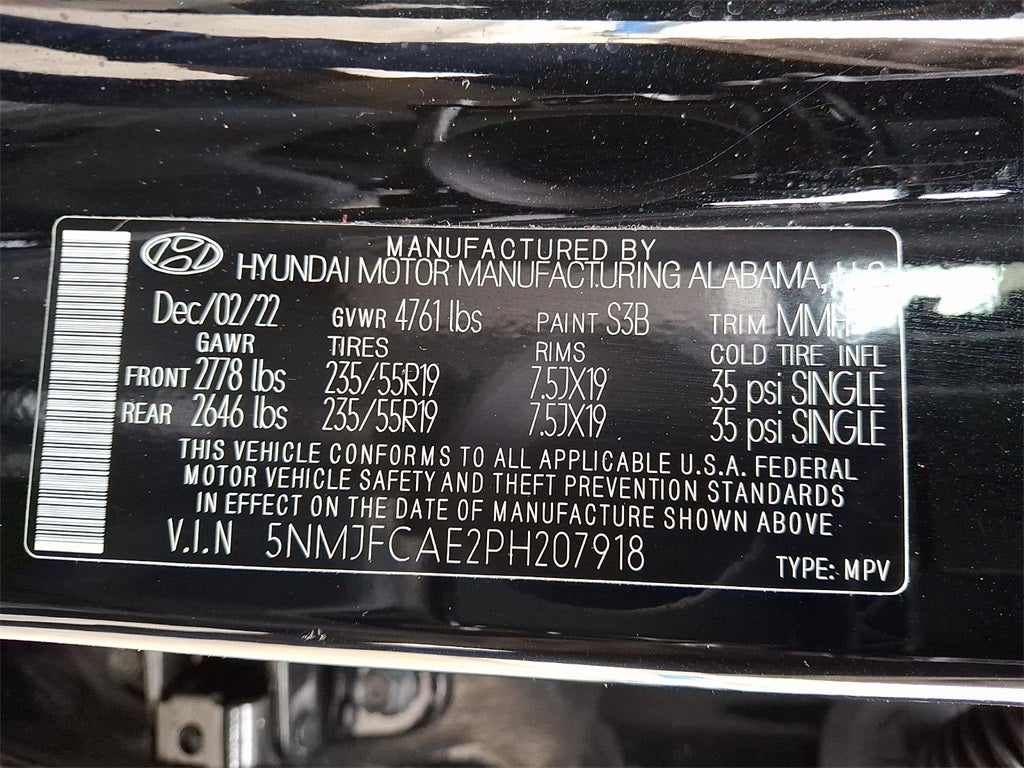 MANUFACTURED BY
HYUNDAI MOTOR MANUFACTURING ALABAMA,
Dec/02/22 GVWR 4761 lbs PAINT S3B TRIM
GAWR TIRES RIMS COLD TIRE INFL
FRONT 2778 lbs 235/55R19 7.5JX19 35 psi SINGLE
REAR 2646 lbs 235/55R19 7.5JX19 35 psi SINGLE
THIS VEHICLE CONFORMS TO ALL APPLICABLE U.S.A. FEDERAL
MOTOR VEHICLE SAFETY AND THEFT PREVENTION STANDARDS
IN EFFECT ON THE DATE OF MANUFACTURE SHOWN ABOVE
V.I.N 5NMJFCAE2PH207918
TYPE: MPV